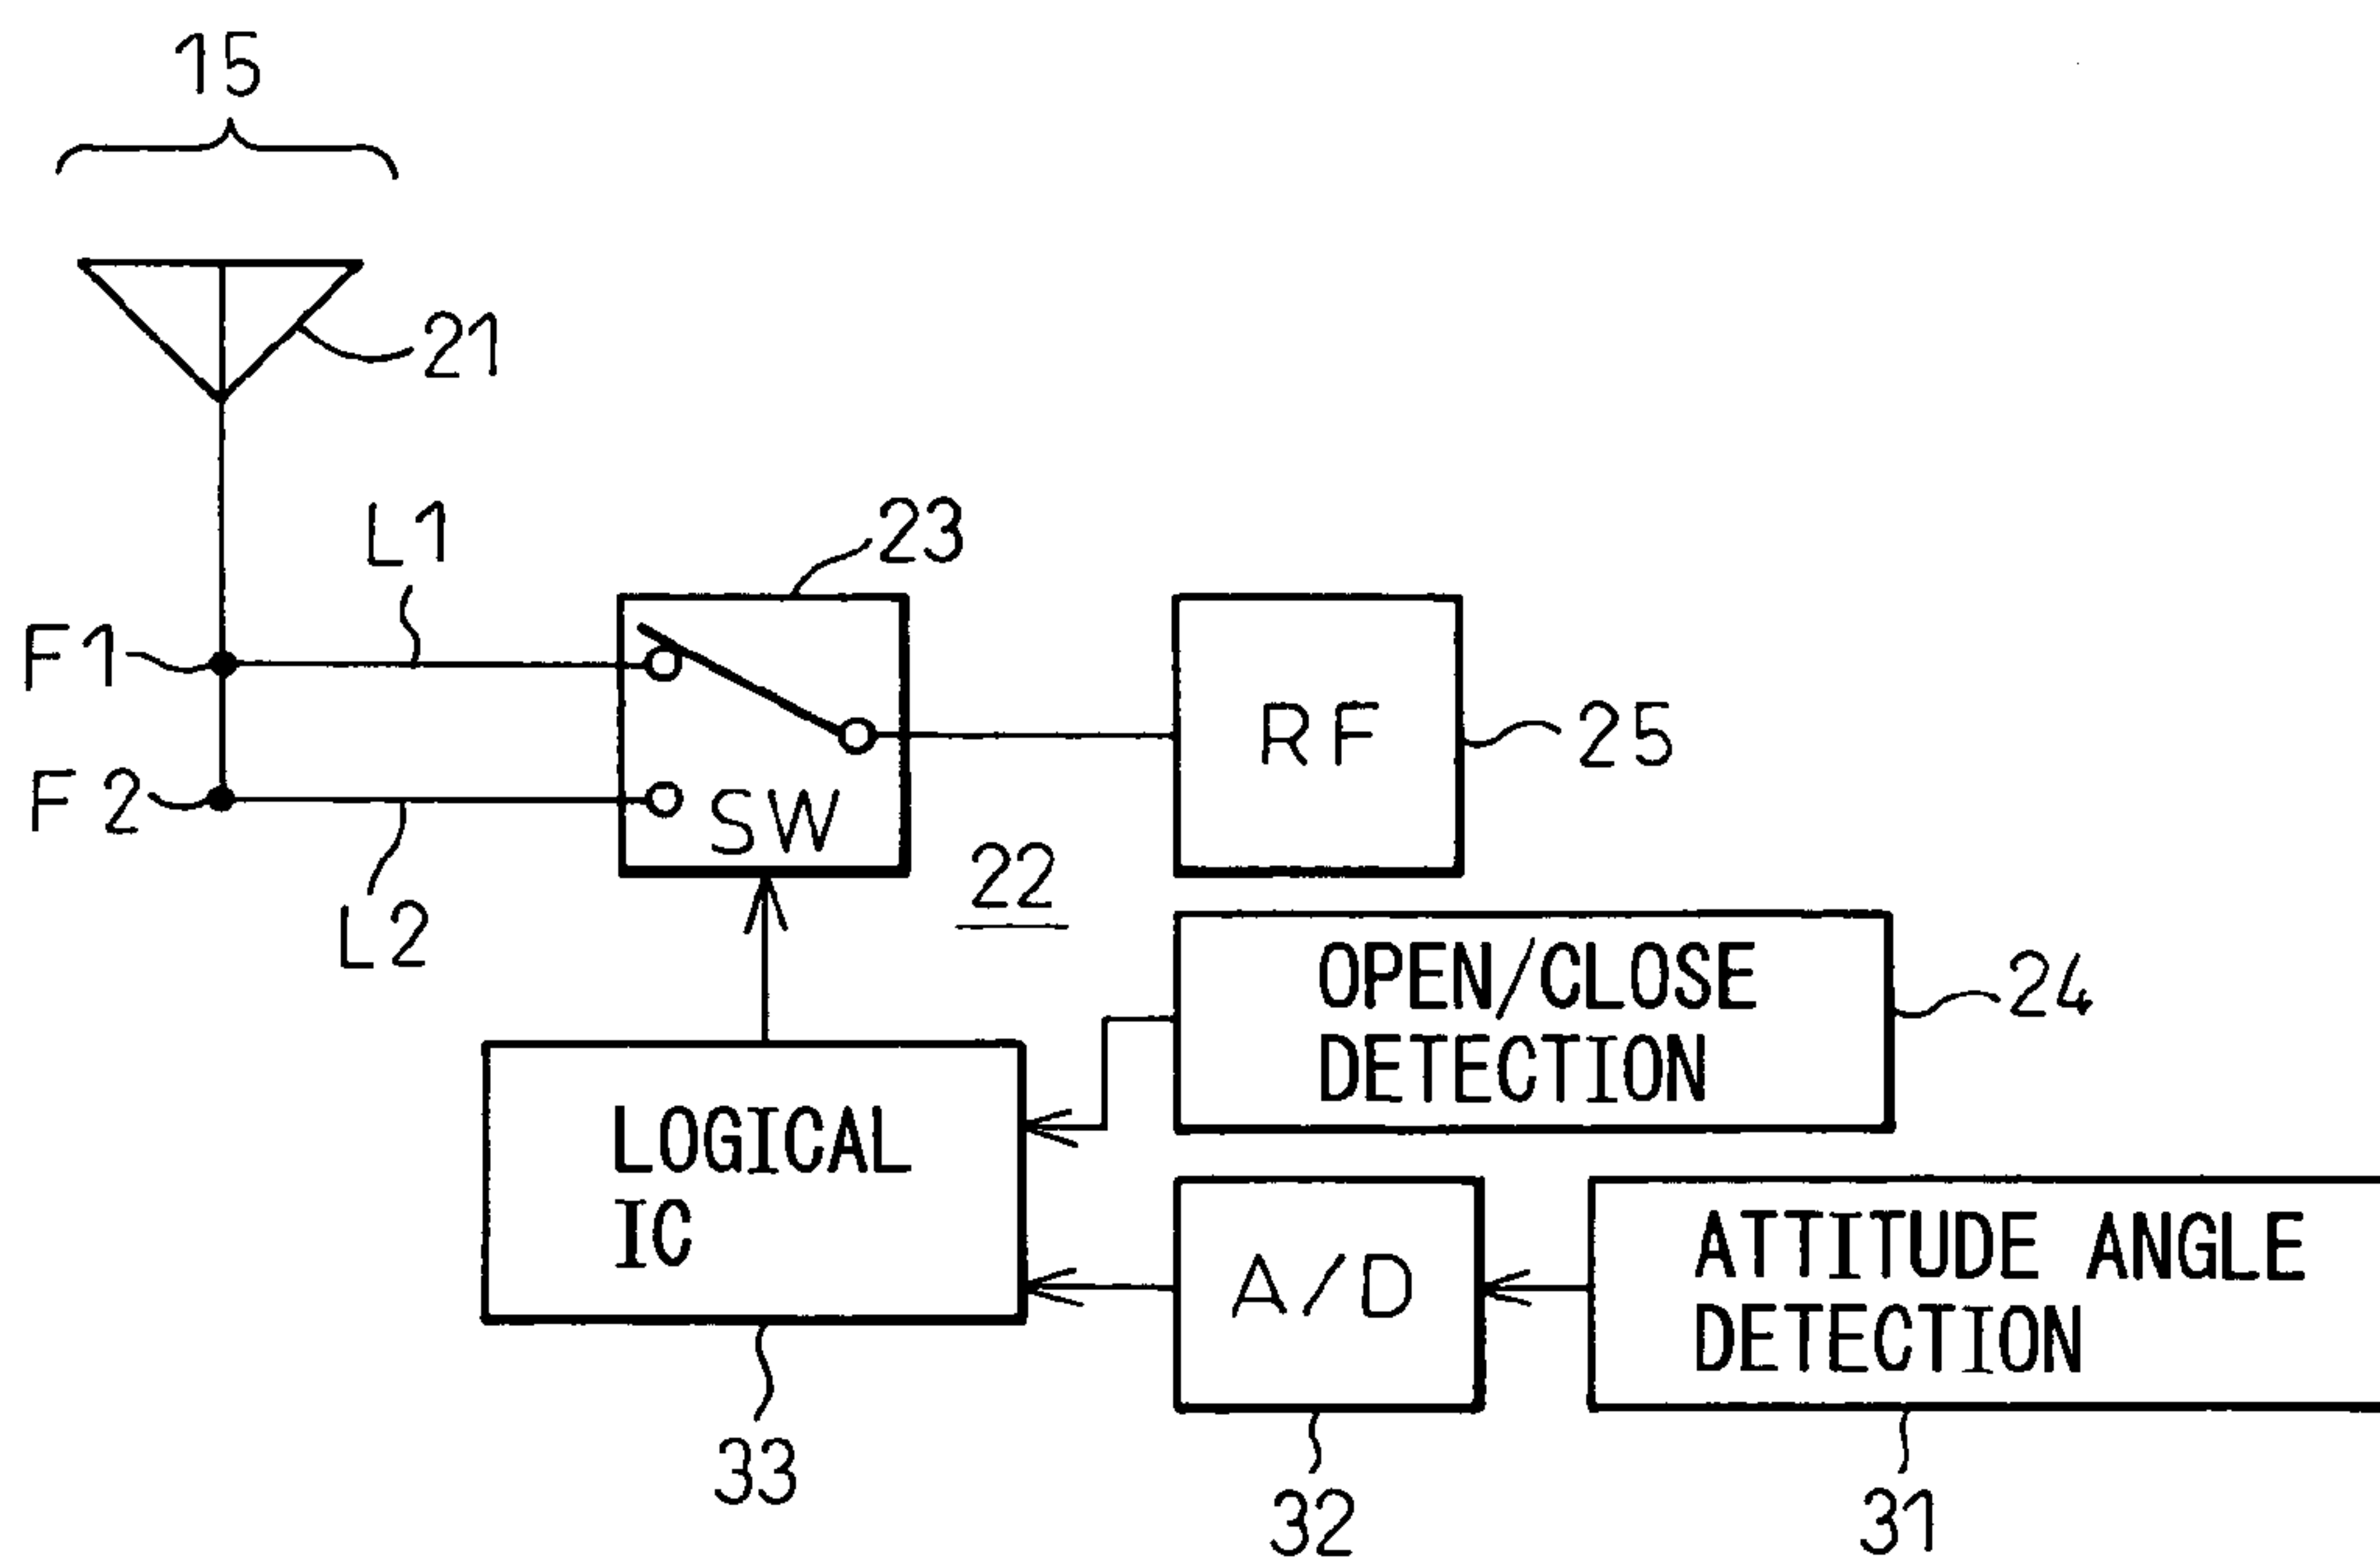 15
21
L1
23
F1
RF
25
F2
SW
22
L2
OPEN/CLOSE
DETECTION
24
LOGICAL
IC
A/D
ATTITUDE ANGLE
DETECTION
33
32
31